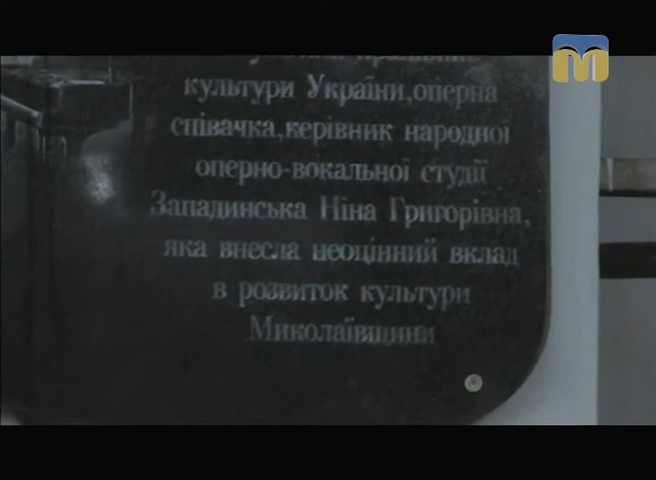 культури України,оперна
співачка,керівник народної
оперно-вокальної студії
Западинська Ніна Григорівна,
яка внесла неоцінний вклад
в розвиток культури
Миколаївщини